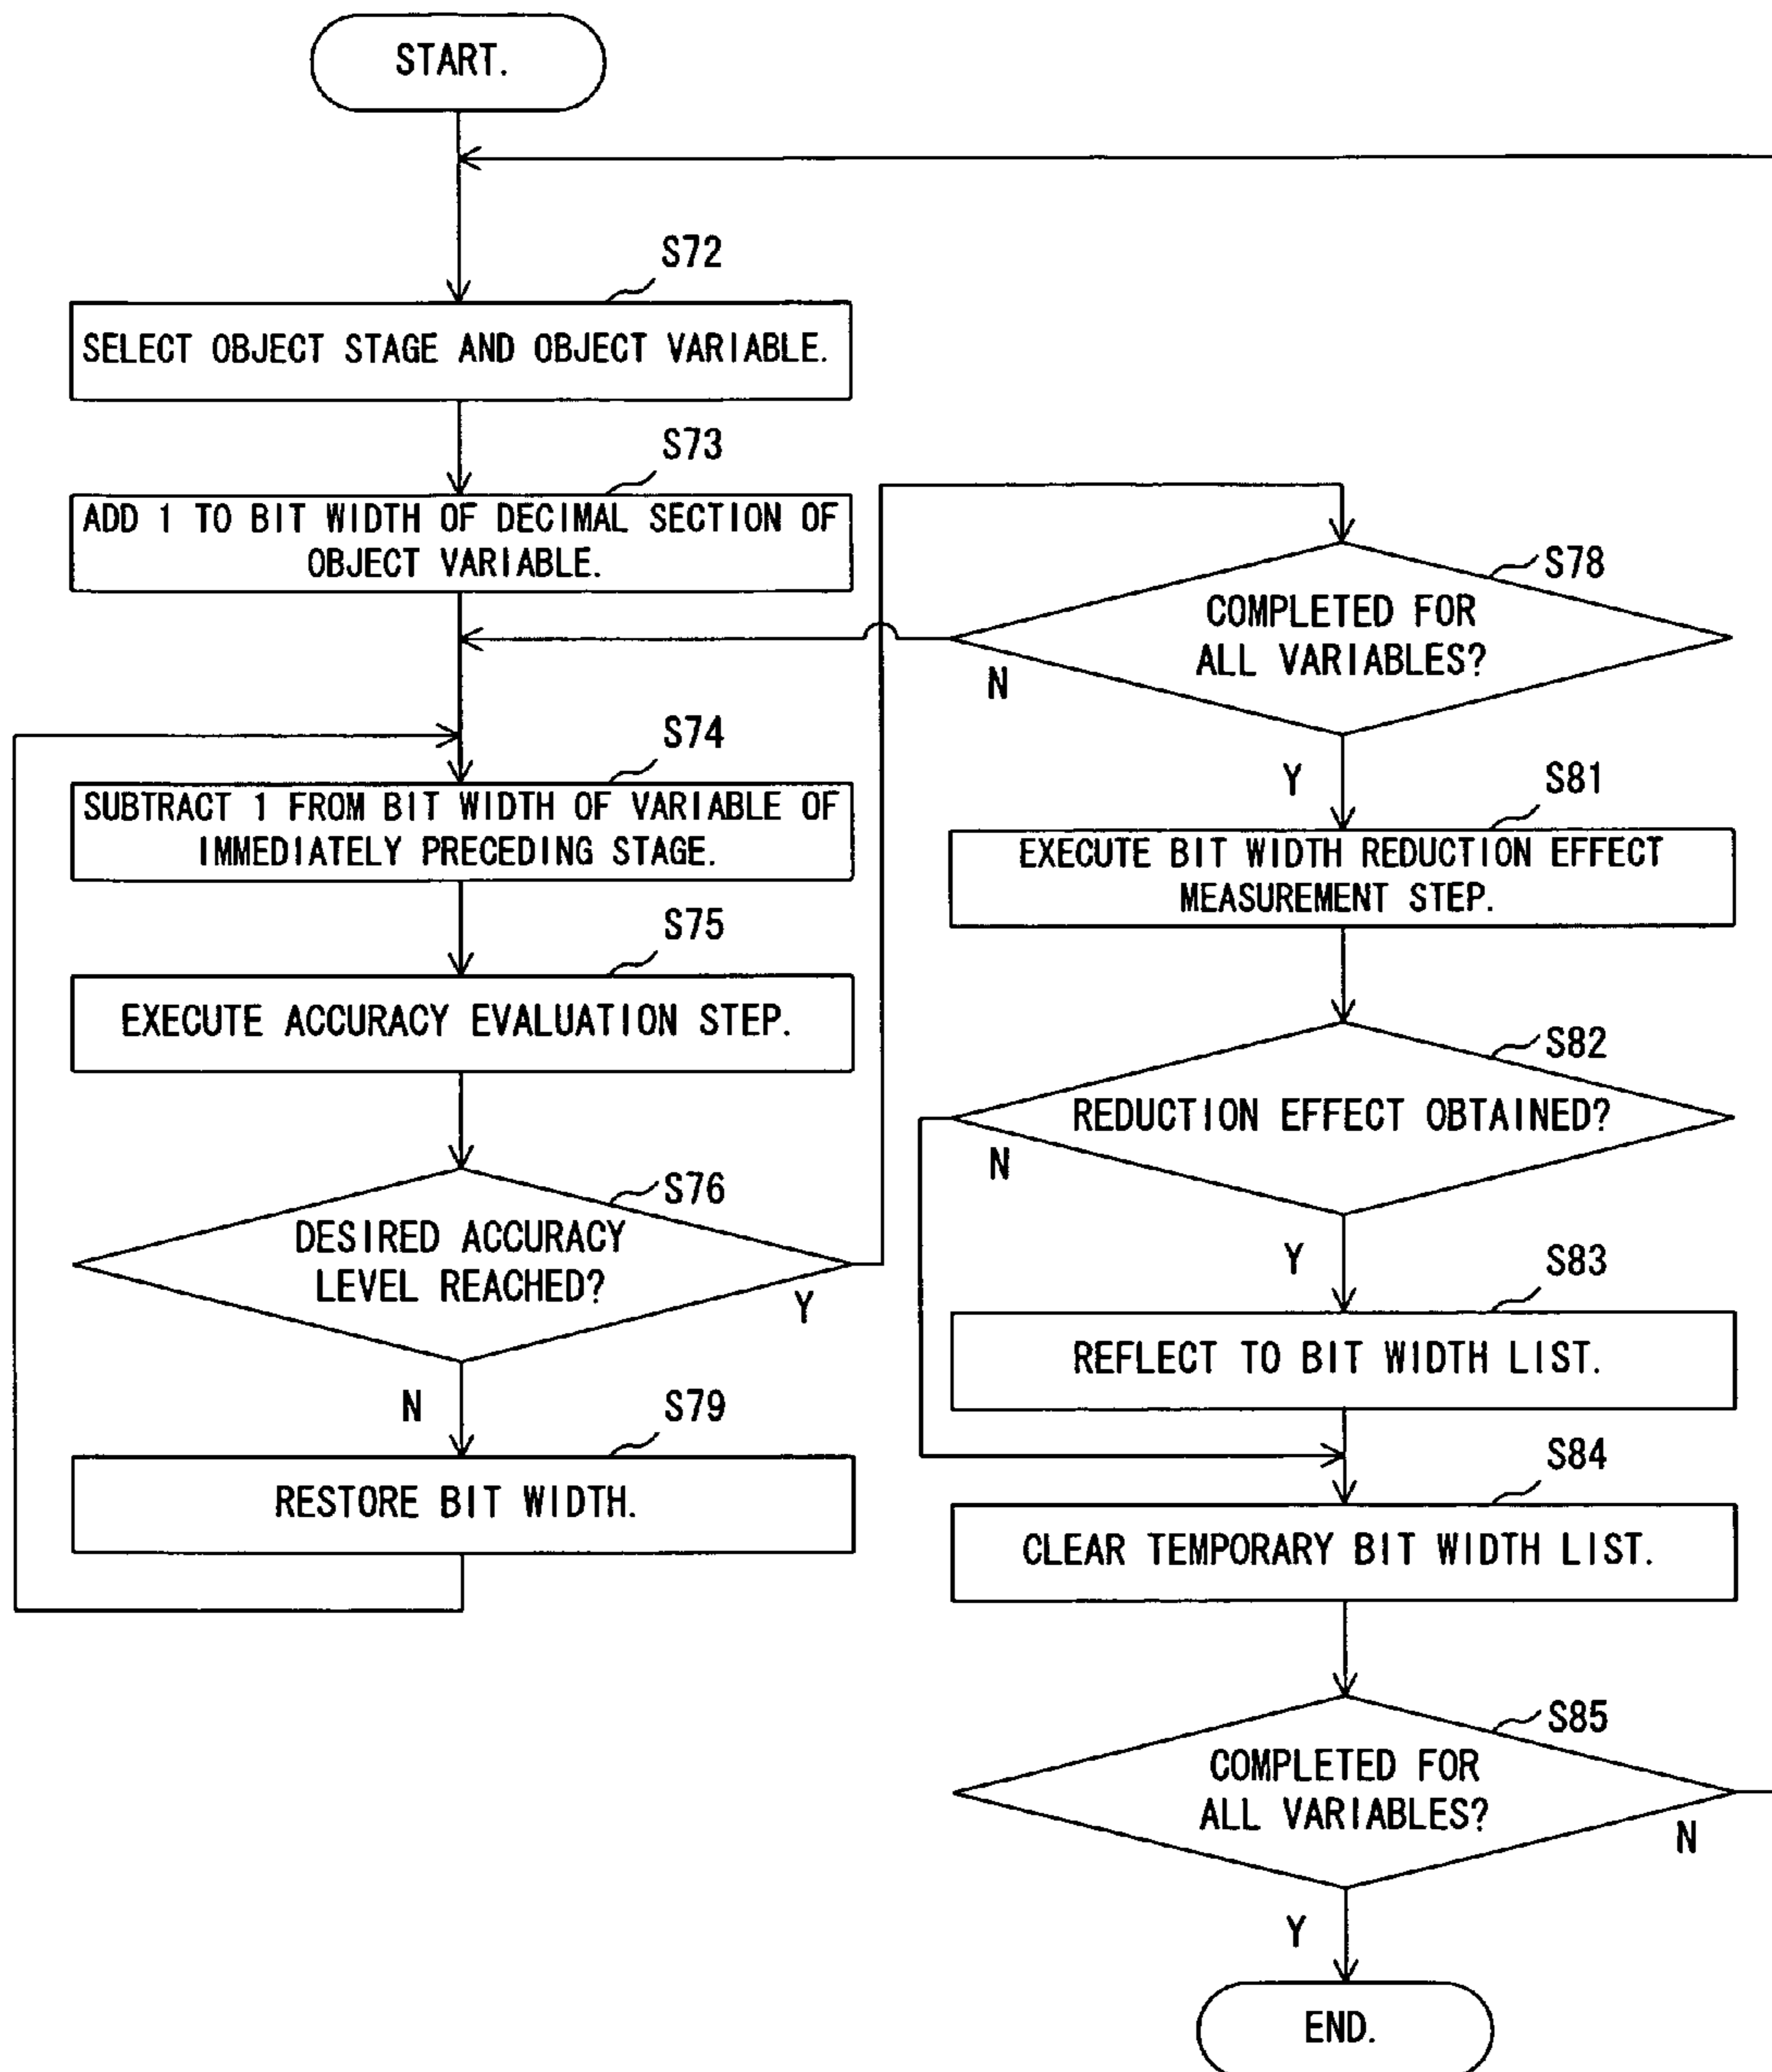 START.
S72
SELECT OBJECT STAGE AND OBJECT VARIABLE.
S73
ADD 1 TO BIT WIDTH OF DECIMAL SECTION OF
OBJECT VARIABLE.
S74
SUBTRACT 1 FROM BIT WIDTH OF VARIABLE OF
IMMEDIATELY PRECEDING STAGE.
S75
EXECUTE ACCURACY EVALUATION STEP.
S76
DESIRED ACCURACY
LEVEL REACHED?
Y
N
S79
RESTORE BIT WIDTH.
S78
COMPLETED FOR
ALL VARIABLES?
N
Y
S81
EXECUTE BIT WIDTH REDUCTION EFFECT
MEASUREMENT STEP.
S82
REDUCTION EFFECT OBTAINED?
N
Y
S83
REFLECT TO BIT WIDTH LIST.
S84
CLEAR TEMPORARY BIT WIDTH LIST.
S85
COMPLETED FOR
ALL VARIABLES?
N
Y
END.